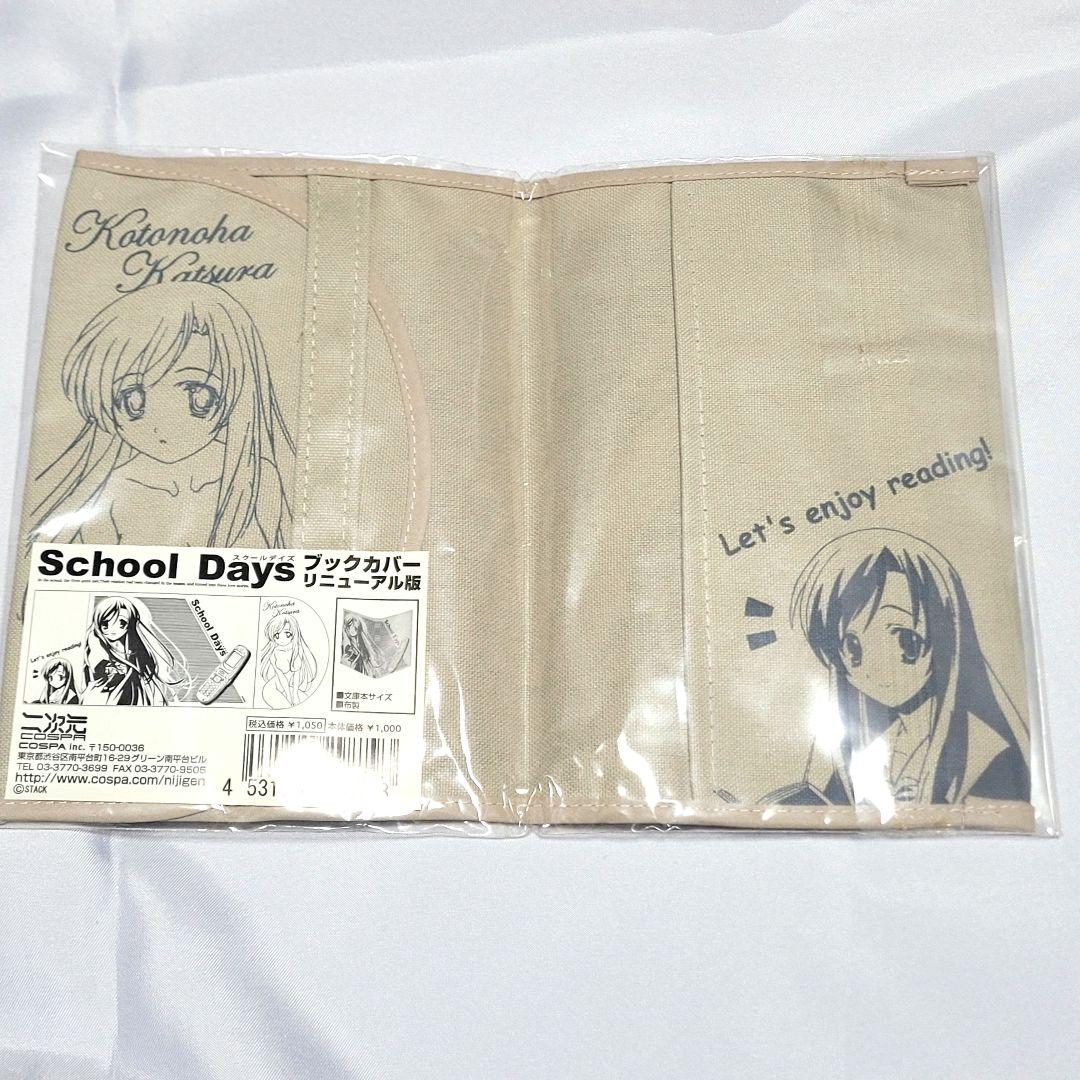 Kotonoha
Katsura
Let's enjoy reading!
School Days
スクールデイズ
ブックカバー
リニューアル版
School Days
Kotonoha
Katsura
Let's enjoy reading!
■文庫本サイズ
■布製
二次元
COSPA
税込価格 ¥1,050
本体価格 ¥1,000
COSPA inc. 〒150-0036
東京都渋谷区南平台町16-29グリーン南平台ビル
TEL 03-3770-3699 FAX 03-3770-9505
http://www.cospa.com/nijigen
©STACK
4 531